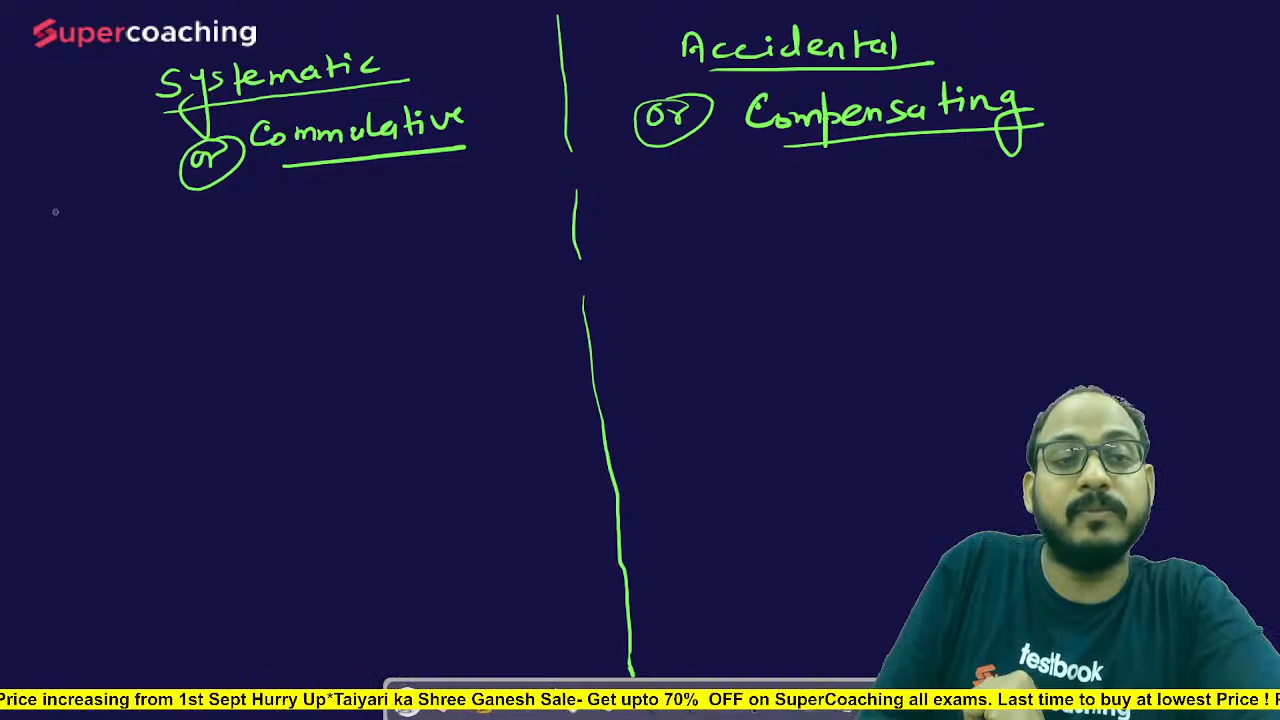 Supercoaching
Systematic
or Commulative
Accidental
or Compensating
testbook
Price increasing from 1st Sept Hurry Up*Taiyari ka Shree Ganesh Sale- Get upto 70% OFF on SuperCoaching all exams. Last time to buy at lowest Price !